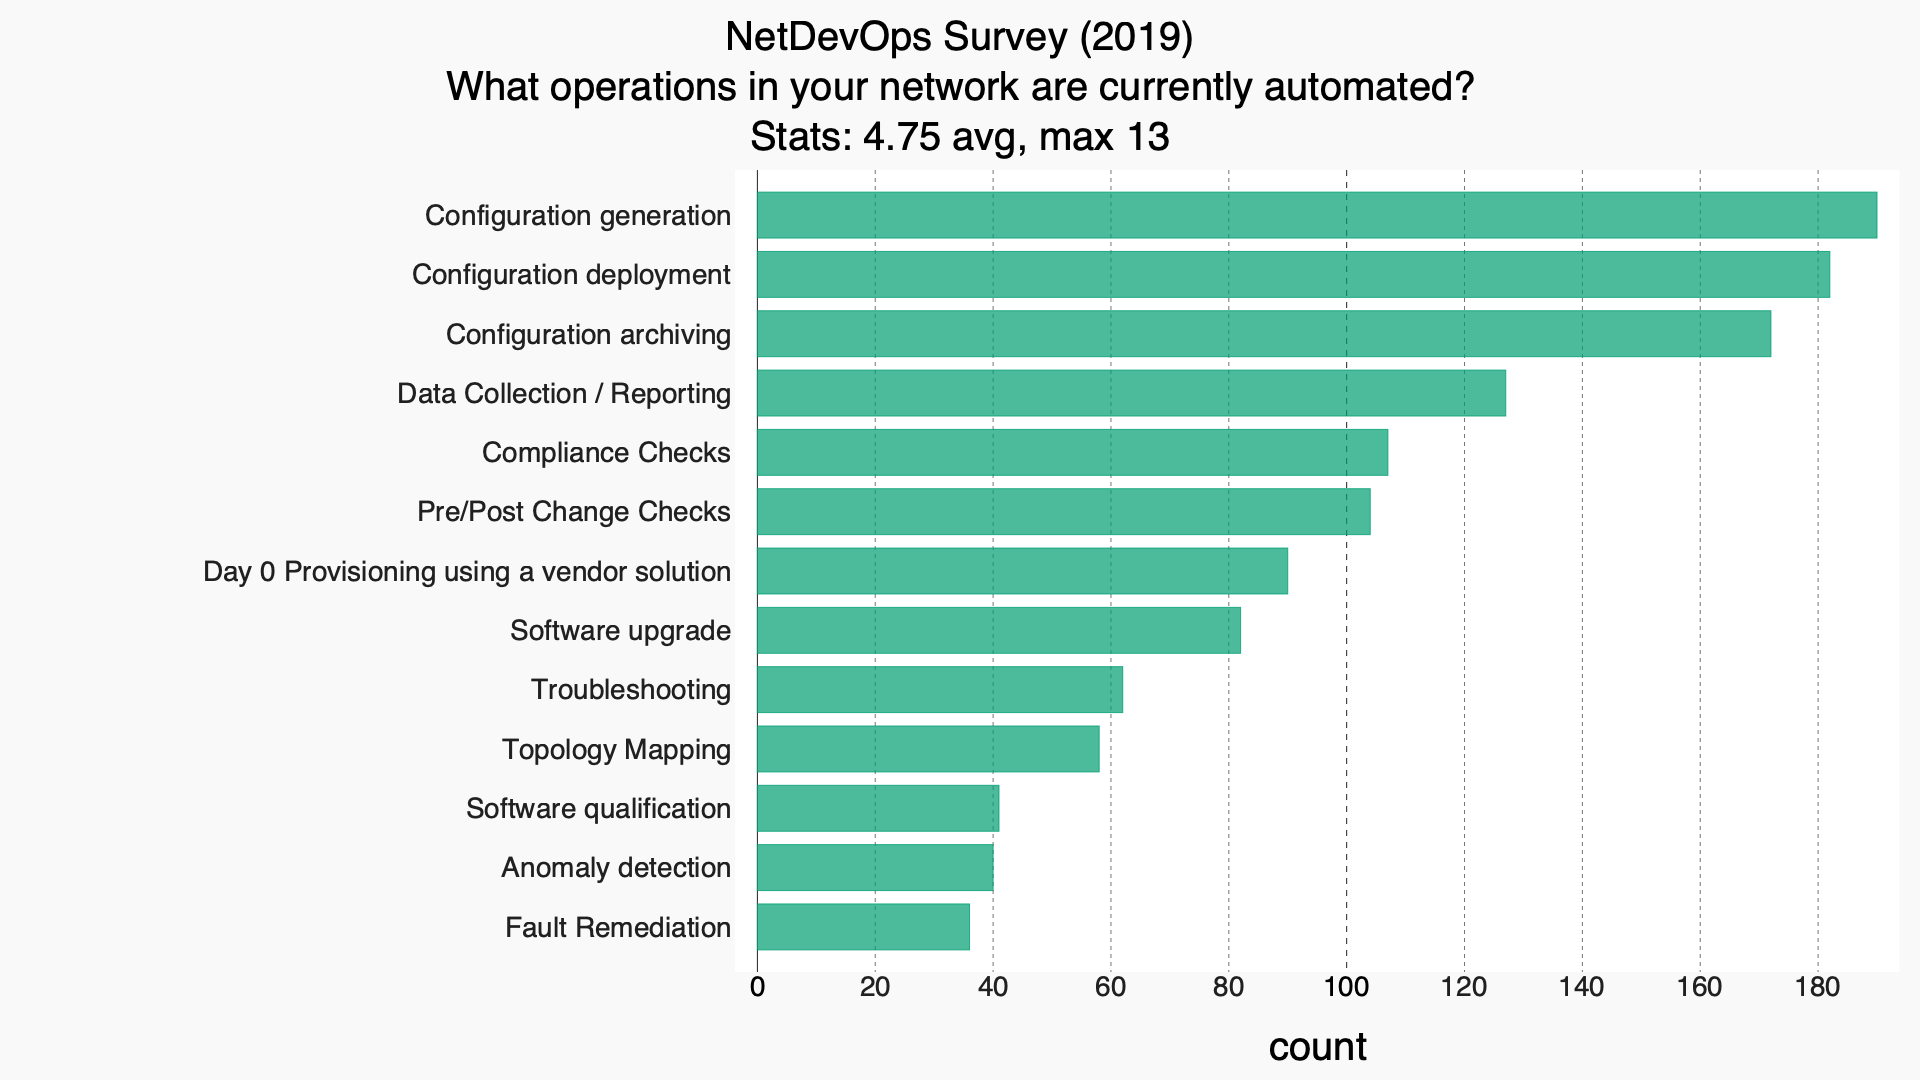 NetDevOps Survey (2019)
What operations in your network are currently automated?
Stats: 4.75 avg, max 13
Configuration generation
Configuration deployment
Configuration archiving
Data Collection / Reporting
Compliance Checks
Pre/Post Change Checks
Day 0 Provisioning using a vendor solution
Software upgrade
Troubleshooting
Topology Mapping
Software qualification
Anomaly detection
Fault Remediation
0 20 40 60 80 100 120 140 160 180
count